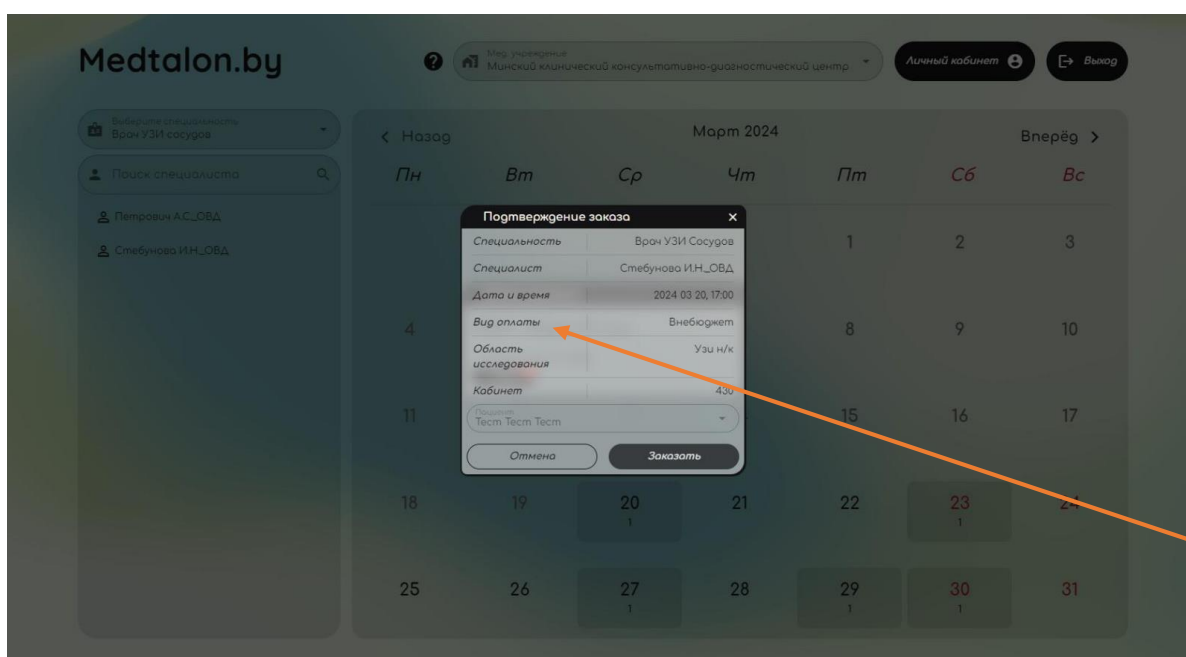 Medtalon.by
Мед. учреждение
Минский клинический консультативно-диагностический центр
Личный кабинет
Выход
Выберите специальность
Врач УЗИ сосудов
Поиск специалиста
Петрович А.С._ОВД
Стебунова И.Н._ОВД
Назад Март 2024 Вперёд
Пн Вт Ср Чт Пт Сб Вс
1 2 3
4 8 9 10
11 15 16 17
18 19 20 21 22 23 24
1 1
25 26 27 28 29 30 31
1 1 1
Подтверждение заказа
Специальность Врач УЗИ Сосудов
Специалист Стебунова И.Н._ОВД
Дата и время 2024 03 20, 17:00
Вид оплаты Внебюджет
Область Узи н/к
исследования
Кабинет 430
Пациент
Тест Тест Тест
Отмена Заказать